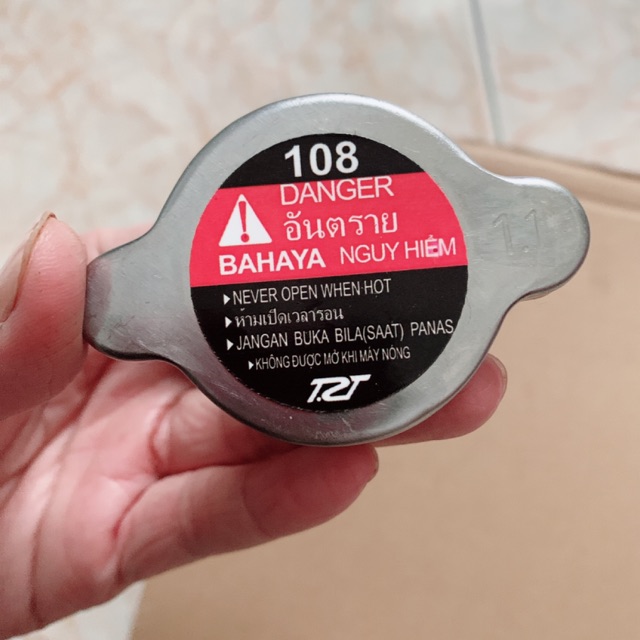 108
DANGER
อันตราย
BAHAYA NGUY HIỂM
NEVER OPEN WHEN HOT
ห้ามเปิดเวลารอน
JANGAN BUKA BILA(SAAT) PANAS
KHÔNG ĐƯỢC MỞ KHI MÁY NÓNG
1.1